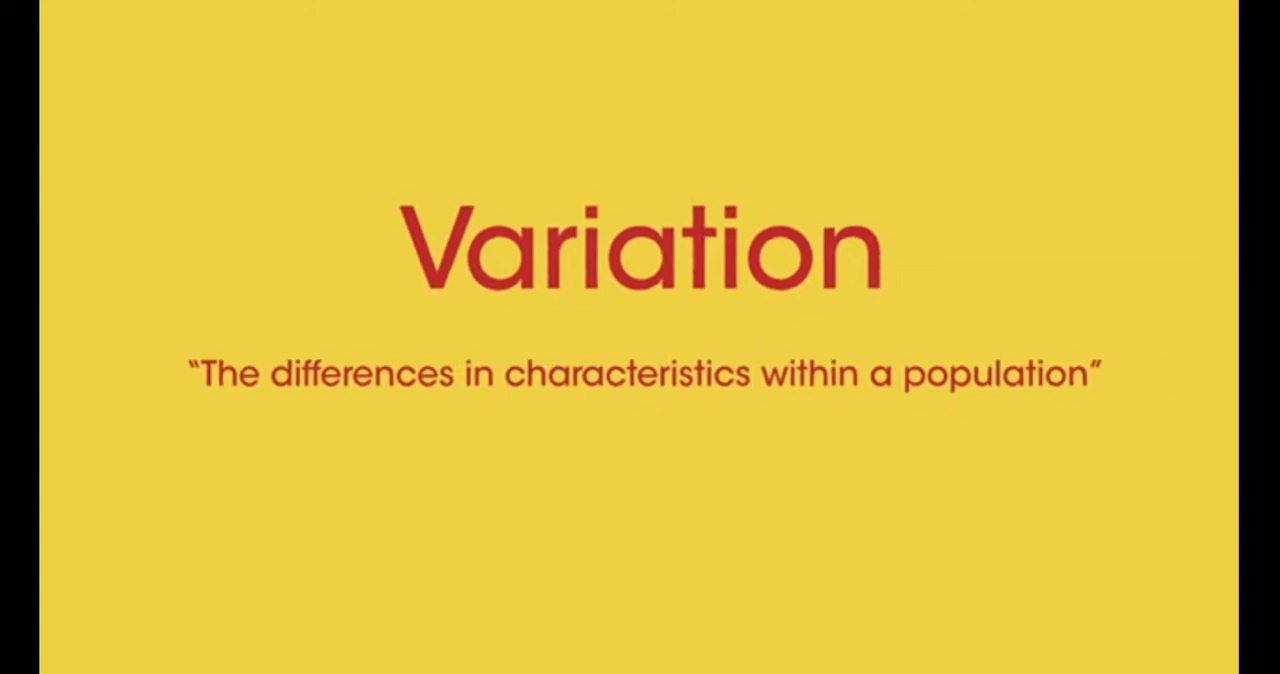 Variation
“The differences in characteristics within a population”